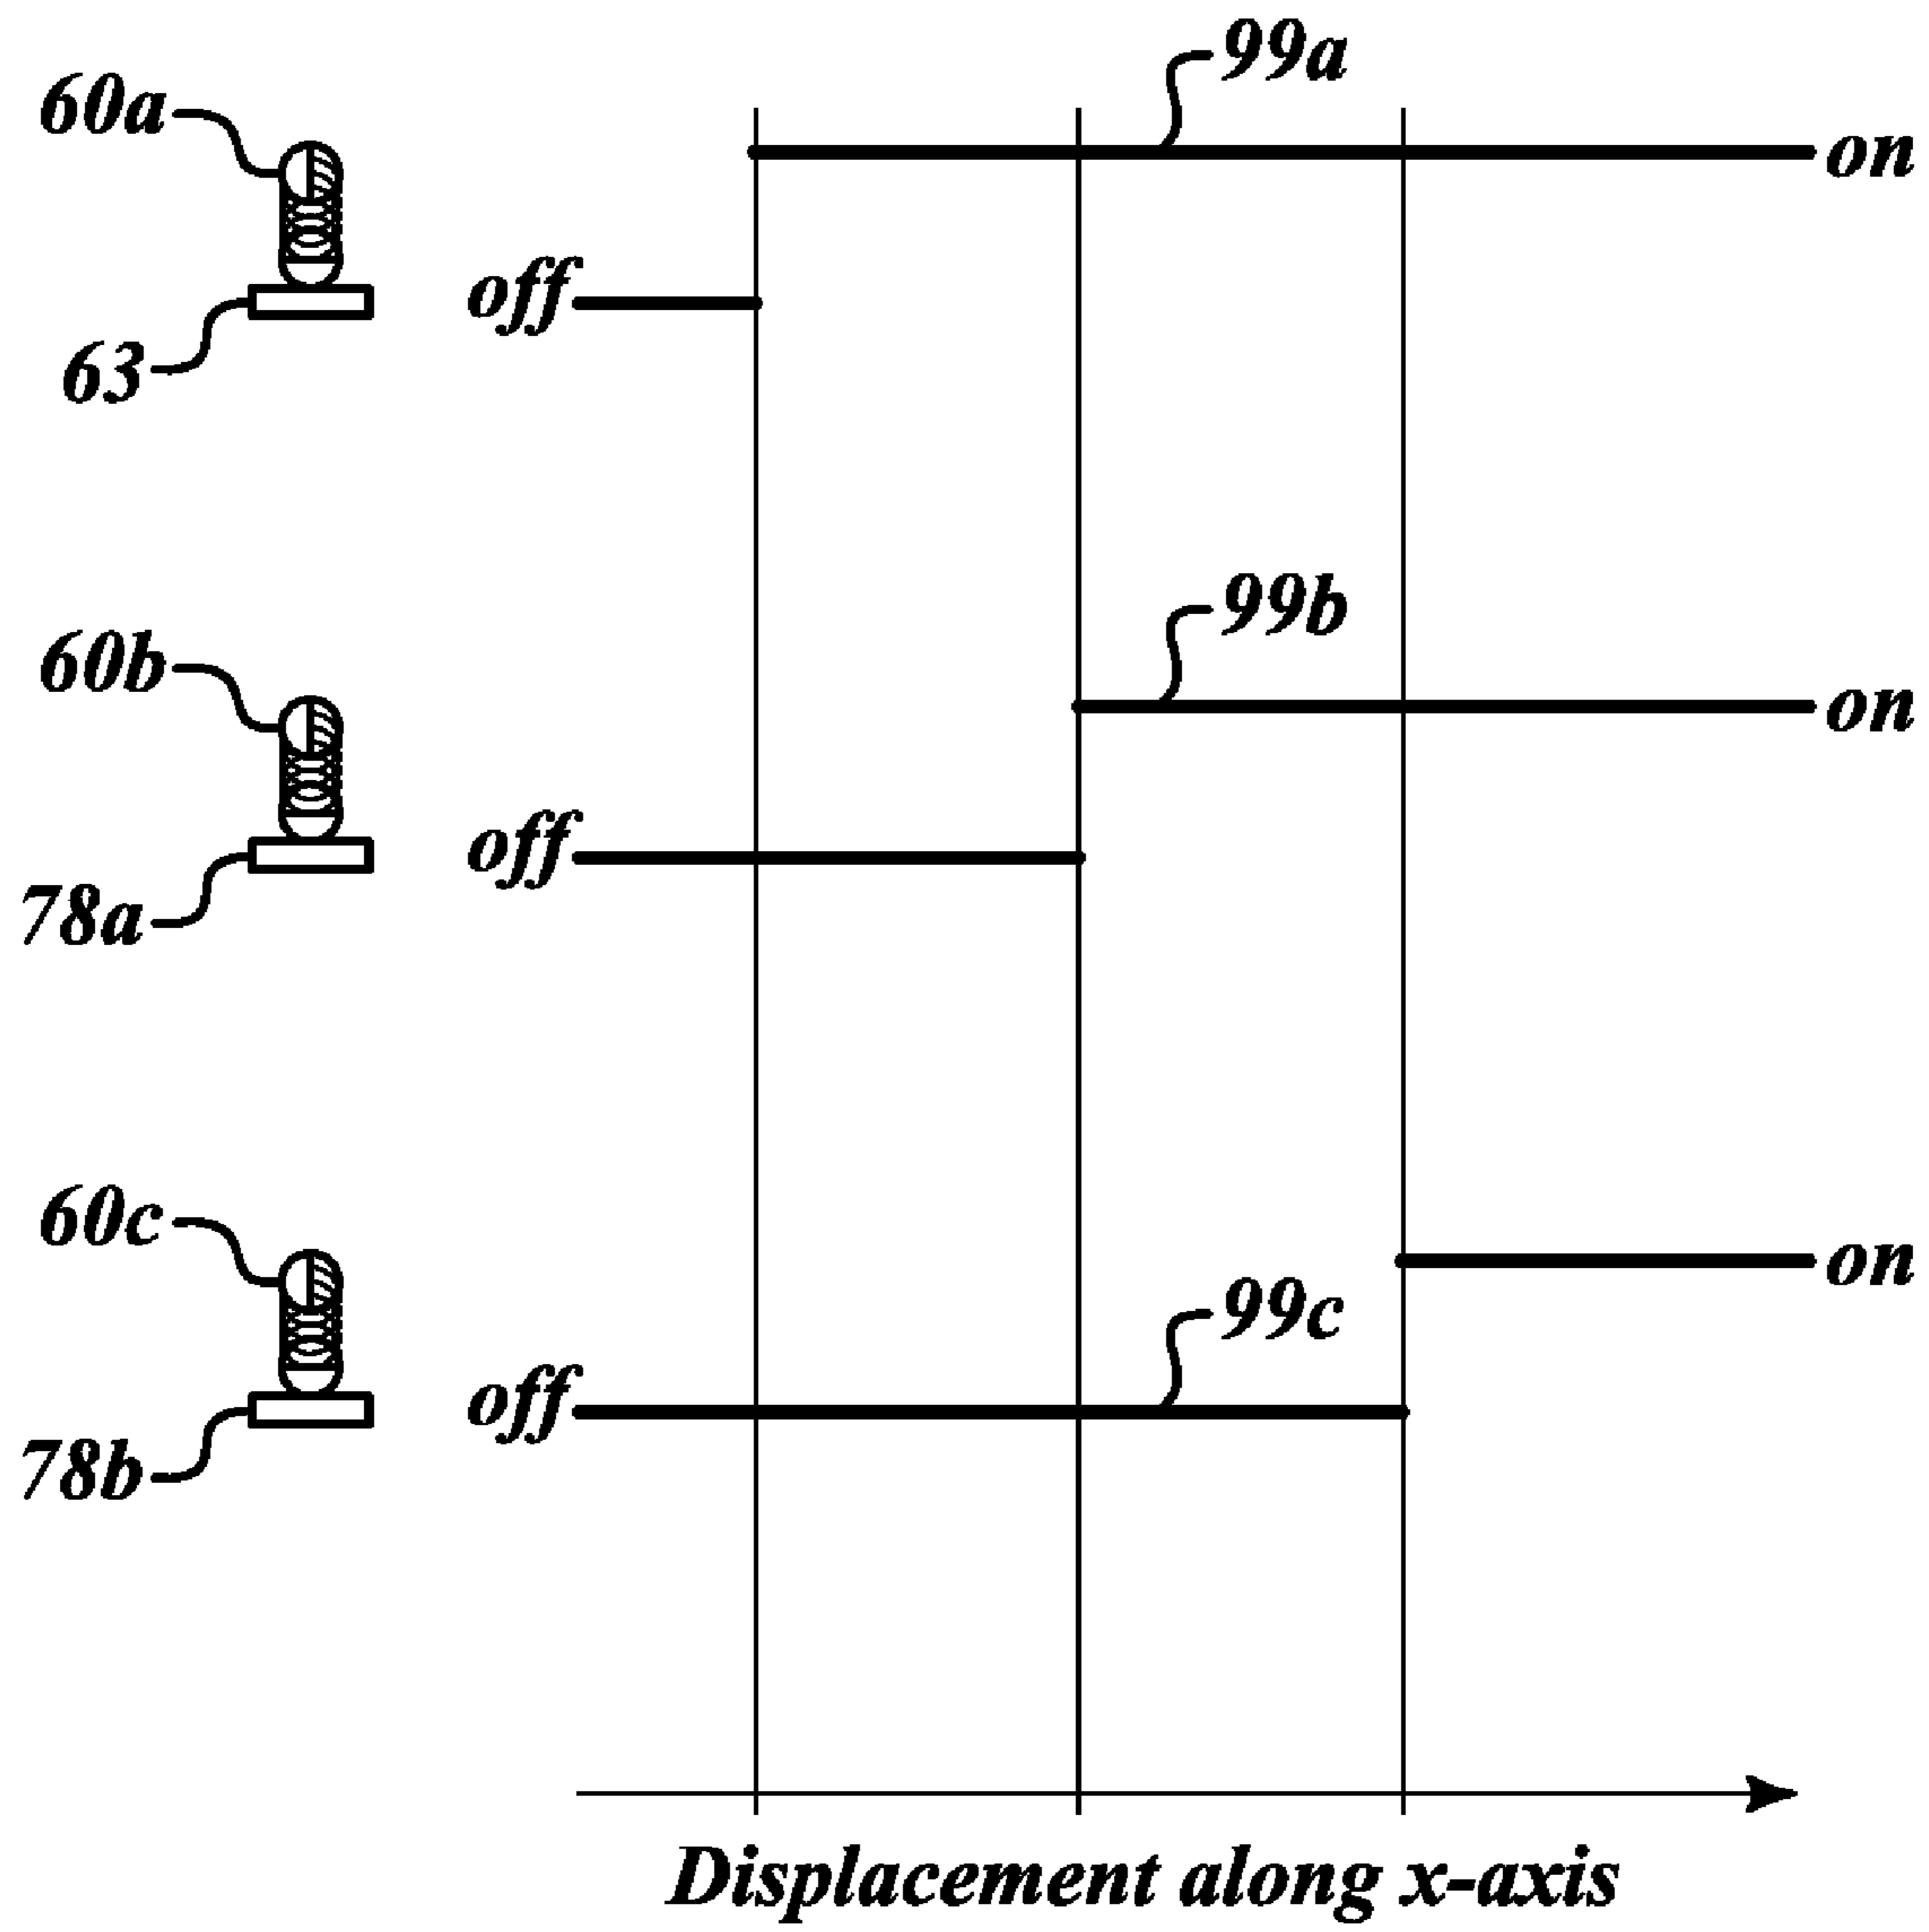 99a
60a
on
off
63
99b
60b
on
off
78a
60c
on
99c
off
78b
Displacement along x-axis